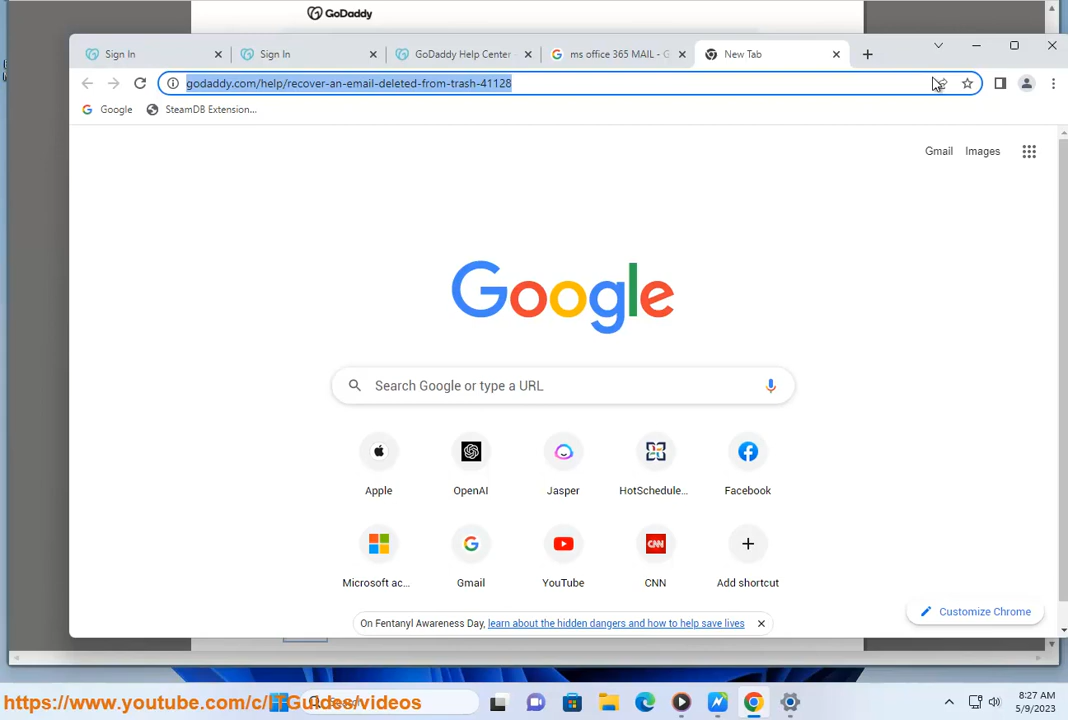 GoDaddy
Sign In
Sign In
GoDaddy Help Center
ms office 365 MAIL - G
New Tab
godaddy.com/help/recover-an-email-deleted-from-trash-41128
Google
SteamDB Extension...
Gmail
Images
Google
Search Google or type a URL
Apple
OpenAI
Jasper
HotSchedule...
Facebook
Microsoft ac...
Gmail
YouTube
CNN
CNN
Add shortcut
Customize Chrome
On Fentanyl Awareness Day, learn about the hidden dangers and how to help save lives
https://www.youtube.com/c/ITGuides/videos
8:27 AM
5/9/2023